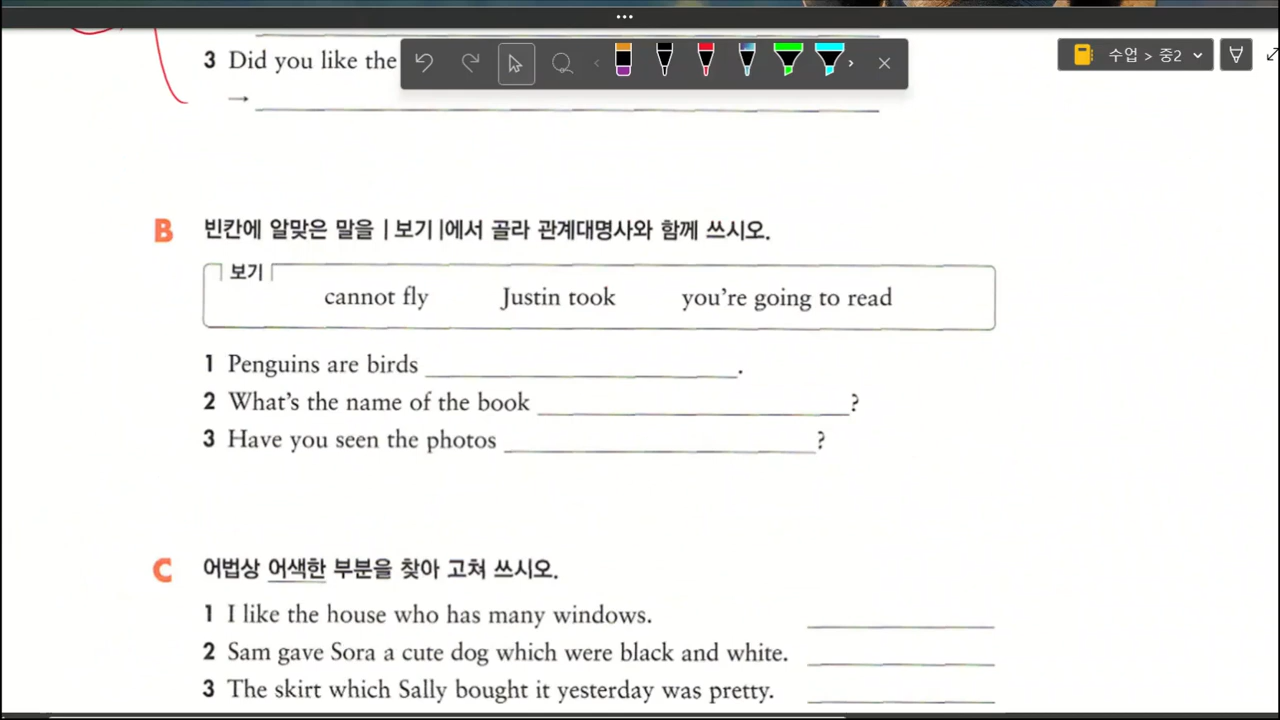 수업 > 중2
3 Did you like the
→
B 빈칸에 알맞은 말을 | 보기 |에서 골라 관계대명사와 함께 쓰시오.
보기
cannot fly Justin took you're going to read
1 Penguins are birds ____________.
2 What's the name of the book ____________?
3 Have you seen the photos ____________?
C 어법상 어색한 부분을 찾아 고쳐 쓰시오.
1 I like the house who has many windows.
2 Sam gave Sora a cute dog which were black and white.
3 The skirt which Sally bought it yesterday was pretty.